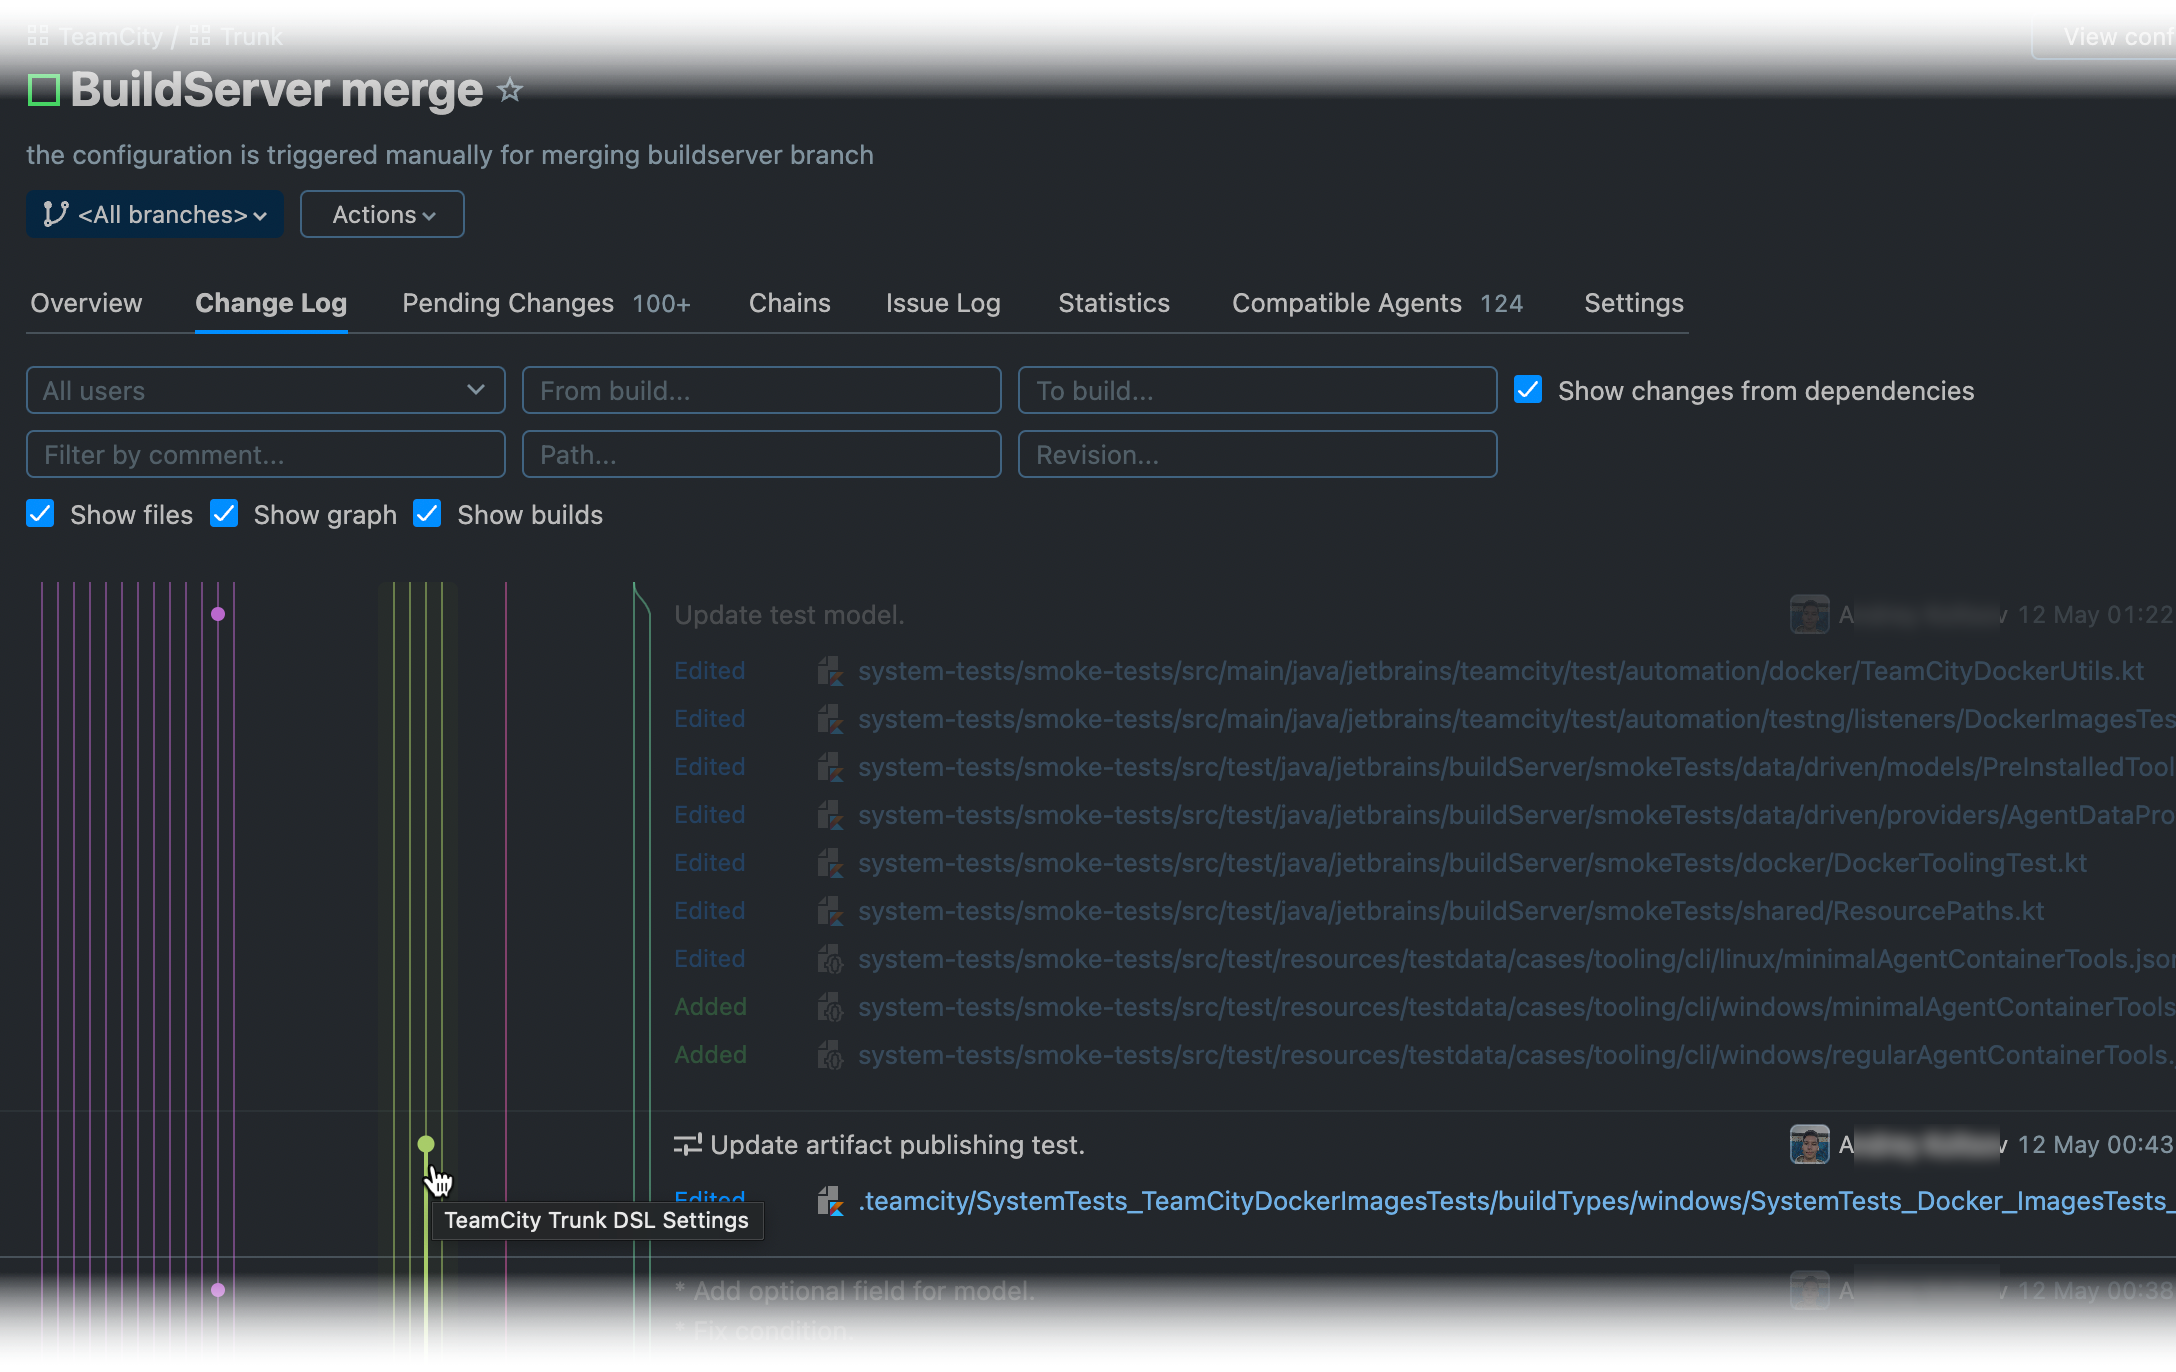 TeamCity / Trunk
View conf
BuildServer merge
the configuration is triggered manually for merging buildserver branch
<All branches> Actions
Overview Change Log Pending Changes 100+ Chains Issue Log Statistics Compatible Agents 124 Settings
All users From build... To build... Show changes from dependencies
Filter by comment... Path... Revision...
Show files Show graph Show builds
Update test model. A v 12 May 01:22
Edited system-tests/smoke-tests/src/main/java/jetbrains/teamcity/test/automation/docker/TeamCityDockerUtils.kt
Edited system-tests/smoke-tests/src/main/java/jetbrains/teamcity/test/automation/testng/listeners/DockerImagesTes
Edited system-tests/smoke-tests/src/test/java/jetbrains/buildServer/smokeTests/data/driven/models/PreInstalledTool
Edited system-tests/smoke-tests/src/test/java/jetbrains/buildServer/smokeTests/data/driven/providers/AgentDataPro
Edited system-tests/smoke-tests/src/test/java/jetbrains/buildServer/smokeTests/docker/DockerToolingTest.kt
Edited system-tests/smoke-tests/src/test/java/jetbrains/buildServer/smokeTests/shared/ResourcePaths.kt
Edited system-tests/smoke-tests/src/test/resources/testdata/cases/tooling/cli/linux/minimalAgentContainerTools.json
Added system-tests/smoke-tests/src/test/resources/testdata/cases/tooling/cli/windows/minimalAgentContainerTools
Added system-tests/smoke-tests/src/test/resources/testdata/cases/tooling/cli/windows/regularAgentContainerTools.
Update artifact publishing test. A v 12 May 00:43
Edited .teamcity/SystemTests_TeamCityDockerImagesTests/buildTypes/windows/SystemTests_Docker_ImagesTests_
TeamCity Trunk DSL Settings
* Add optional field for model. A v 12 May 00:38
* Fix condition.